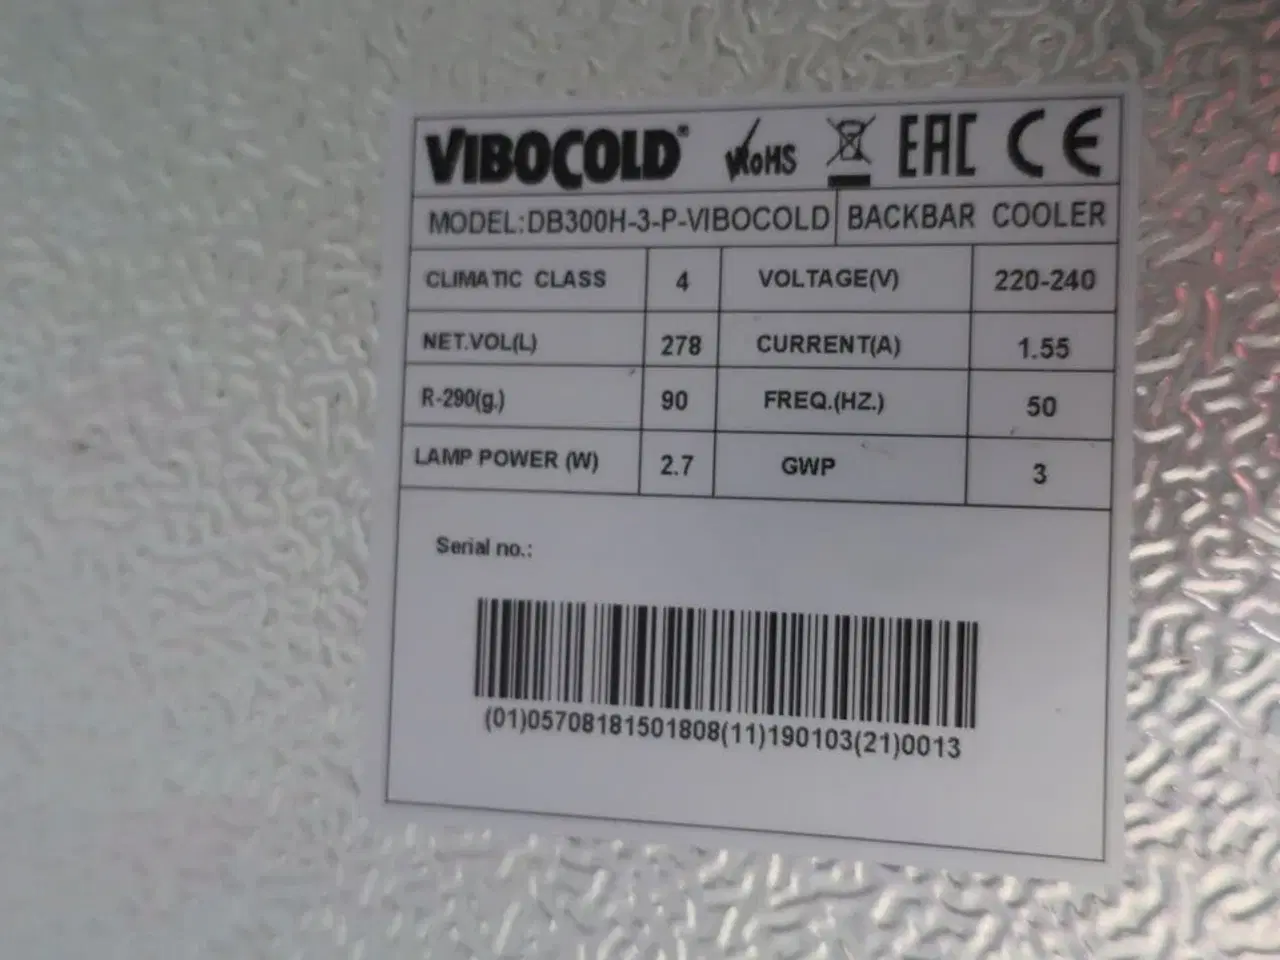 VIBOCOLD® RoHS EAC CE
MODEL:DB300H-3-P-VIBOCOLD BACKBAR COOLER
CLIMATIC CLASS 4 VOLTAGE(V) 220-240
NET.VOL(L) 278 CURRENT(A) 1.55
R-290(g.) 90 FREQ.(HZ.) 50
LAMP POWER (W) 2.7 GWP 3
Serial no.:
(01)05708181501808(11)190103(21)0013